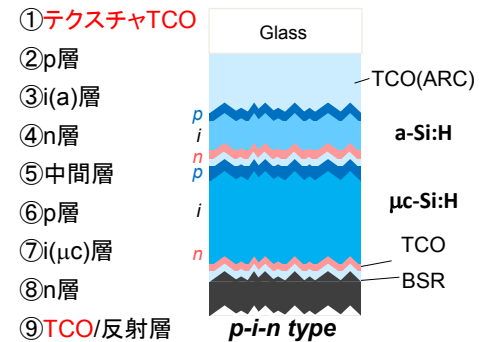 ①テクスチャTCO
②p層
③i(a)層
④n層
⑤中間層
⑥p層
⑦i(μc)層
⑧n層
⑨TCO/反射層
Glass
TCO(ARC)
p
i
n
a-Si:H
p
i
n
μc-Si:H
TCO
BSR
p-i-n type